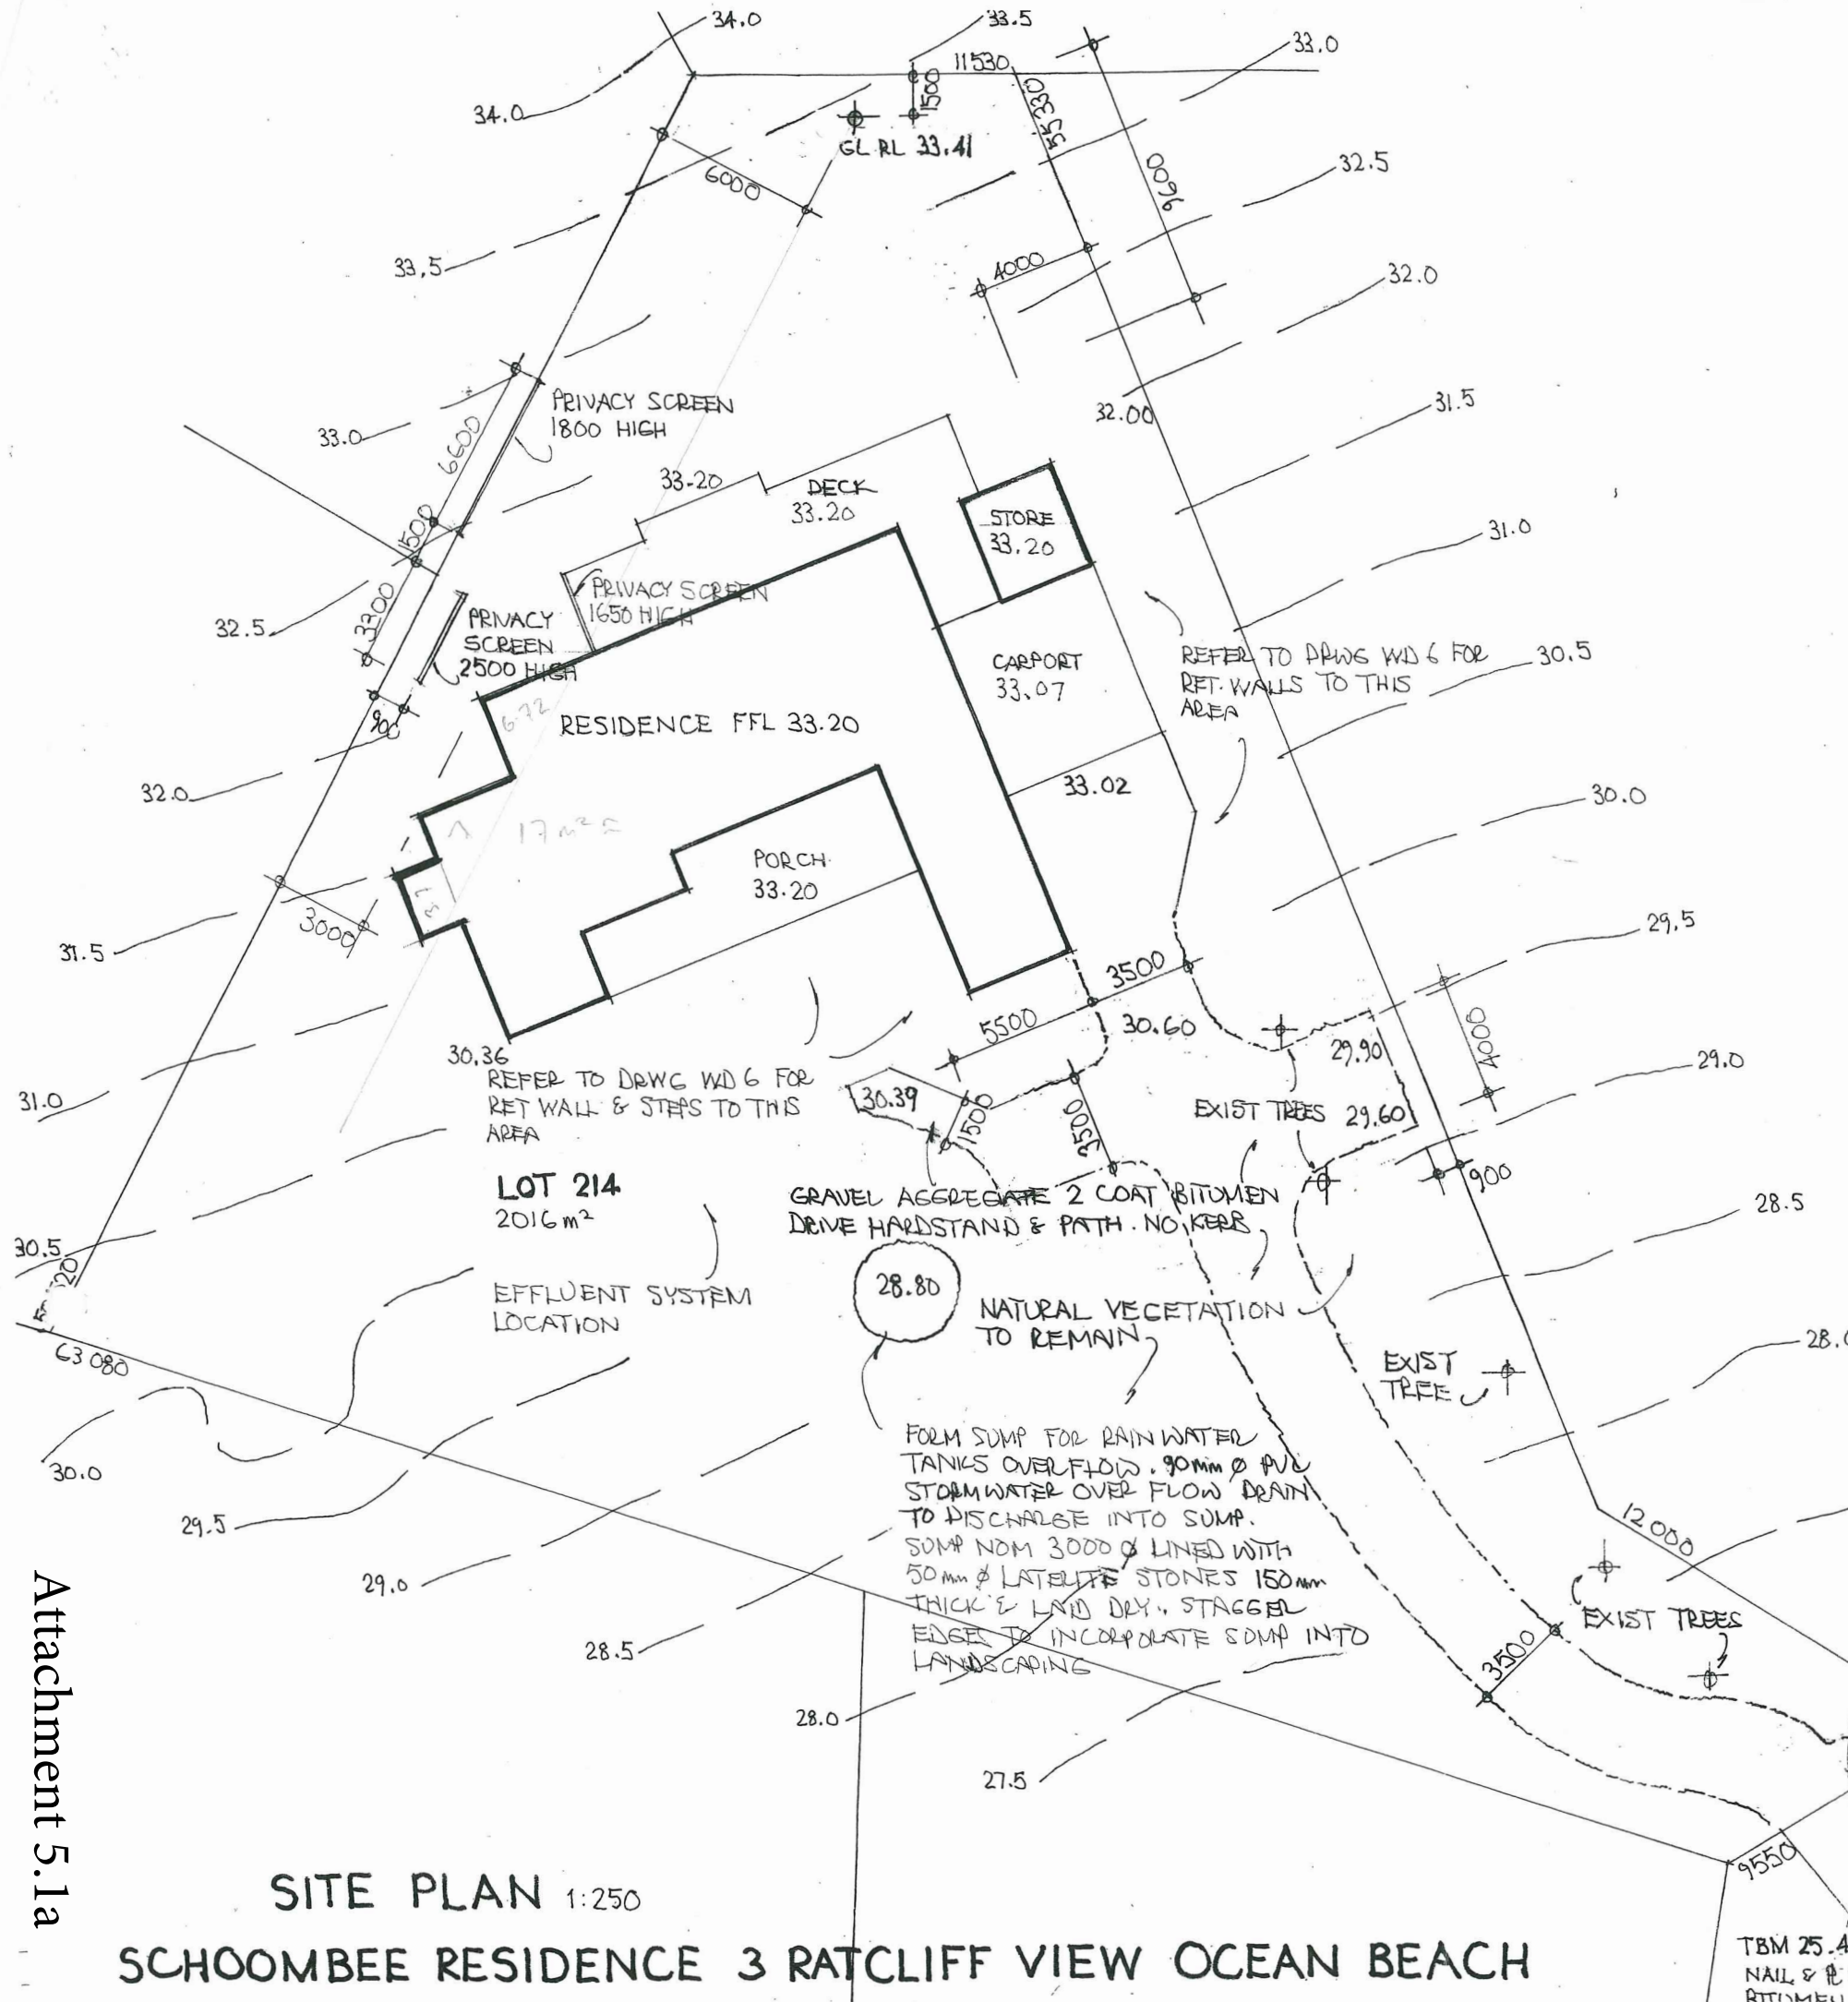 34.0
33.5
33.0
11530
34.0
1500
55330
GL RL 33.41
6000
9600
32.5
33.5
4000
32.0
PRIVACY SCREEN
1800 HIGH
32.00
31.5
33.0
6600
33.20
DECK
33.20
STORE
33.20
31.0
1500
PRIVACY SCREEN
1650 HIGH
3300
32.5
PRIVACY
SCREEN
2500 HIGH
REFER TO DRWG WD 6 FOR
RET. WALLS TO THIS
AREA
30.5
CARPORT
33.07
6.72
900
RESIDENCE FFL 33.20
32.0
33.02
30.0
17 m²
PORCH
33.20
3000
31.5
29.5
3500
5500
30.60
4000
29.90
30.36
REFER TO DRWG WD 6 FOR
RET WALL & STEPS TO THIS
AREA
29.0
31.0
30.39
1500
3500
EXIST TREES
29.60
LOT 214
2016 m²
900
GRAVEL AGGREGATE 2 COAT BITUMEN
DRIVE HARDSTAND & PATH. NO KERB
28.5
30.5
20
28.80
EFFLUENT SYSTEM
LOCATION
NATURAL VEGETATION
TO REMAIN
28.0
63 080
EXIST
TREE
FORM SUMP FOR RAINWATER
TANKS OVERFLOW. 90mm Ø PVC
STORMWATER OVER FLOW DRAIN
TO DISCHARGE INTO SUMP.
SUMP NOM 3000 Ø LINED WITH
50mm Ø LATERITE STONES 150mm
THICK & LAID DRY. STAGGER
EDGES TO INCORPORATE SUMP INTO
LANDSCAPING
30.0
29.5
12000
29.0
EXIST TREES
3500
28.5
28.0
27.5
9550
Attachment 5.1a
SITE PLAN 1:250
SCHOOMBEE RESIDENCE 3 RATCLIFF VIEW OCEAN BEACH
TBM 25.4
NAIL &
BITUMEN